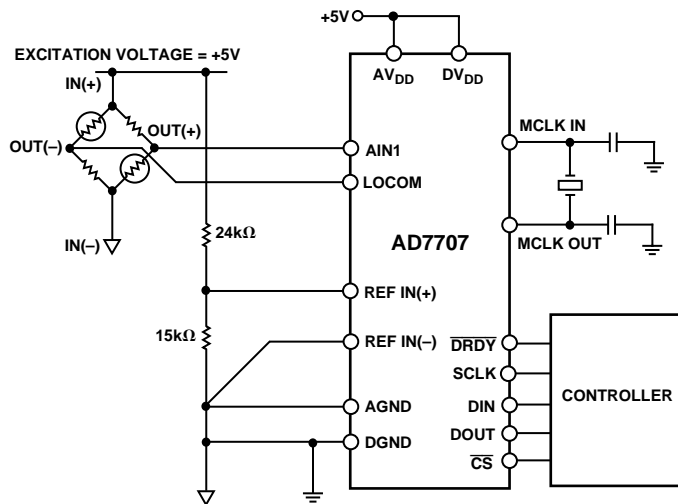 +5V
EXCITATION VOLTAGE = +5V
AVDD
DVDD
IN(+)
OUT(+)
OUT(–)
MCLK IN
AIN1
LOCOM
IN(–)
24kΩ
AD7707
MCLK OUT
REF IN(+)
15kΩ
REF IN(–)
DRDY
SCLK
CONTROLLER
AGND
DIN
DGND
DOUT
CS